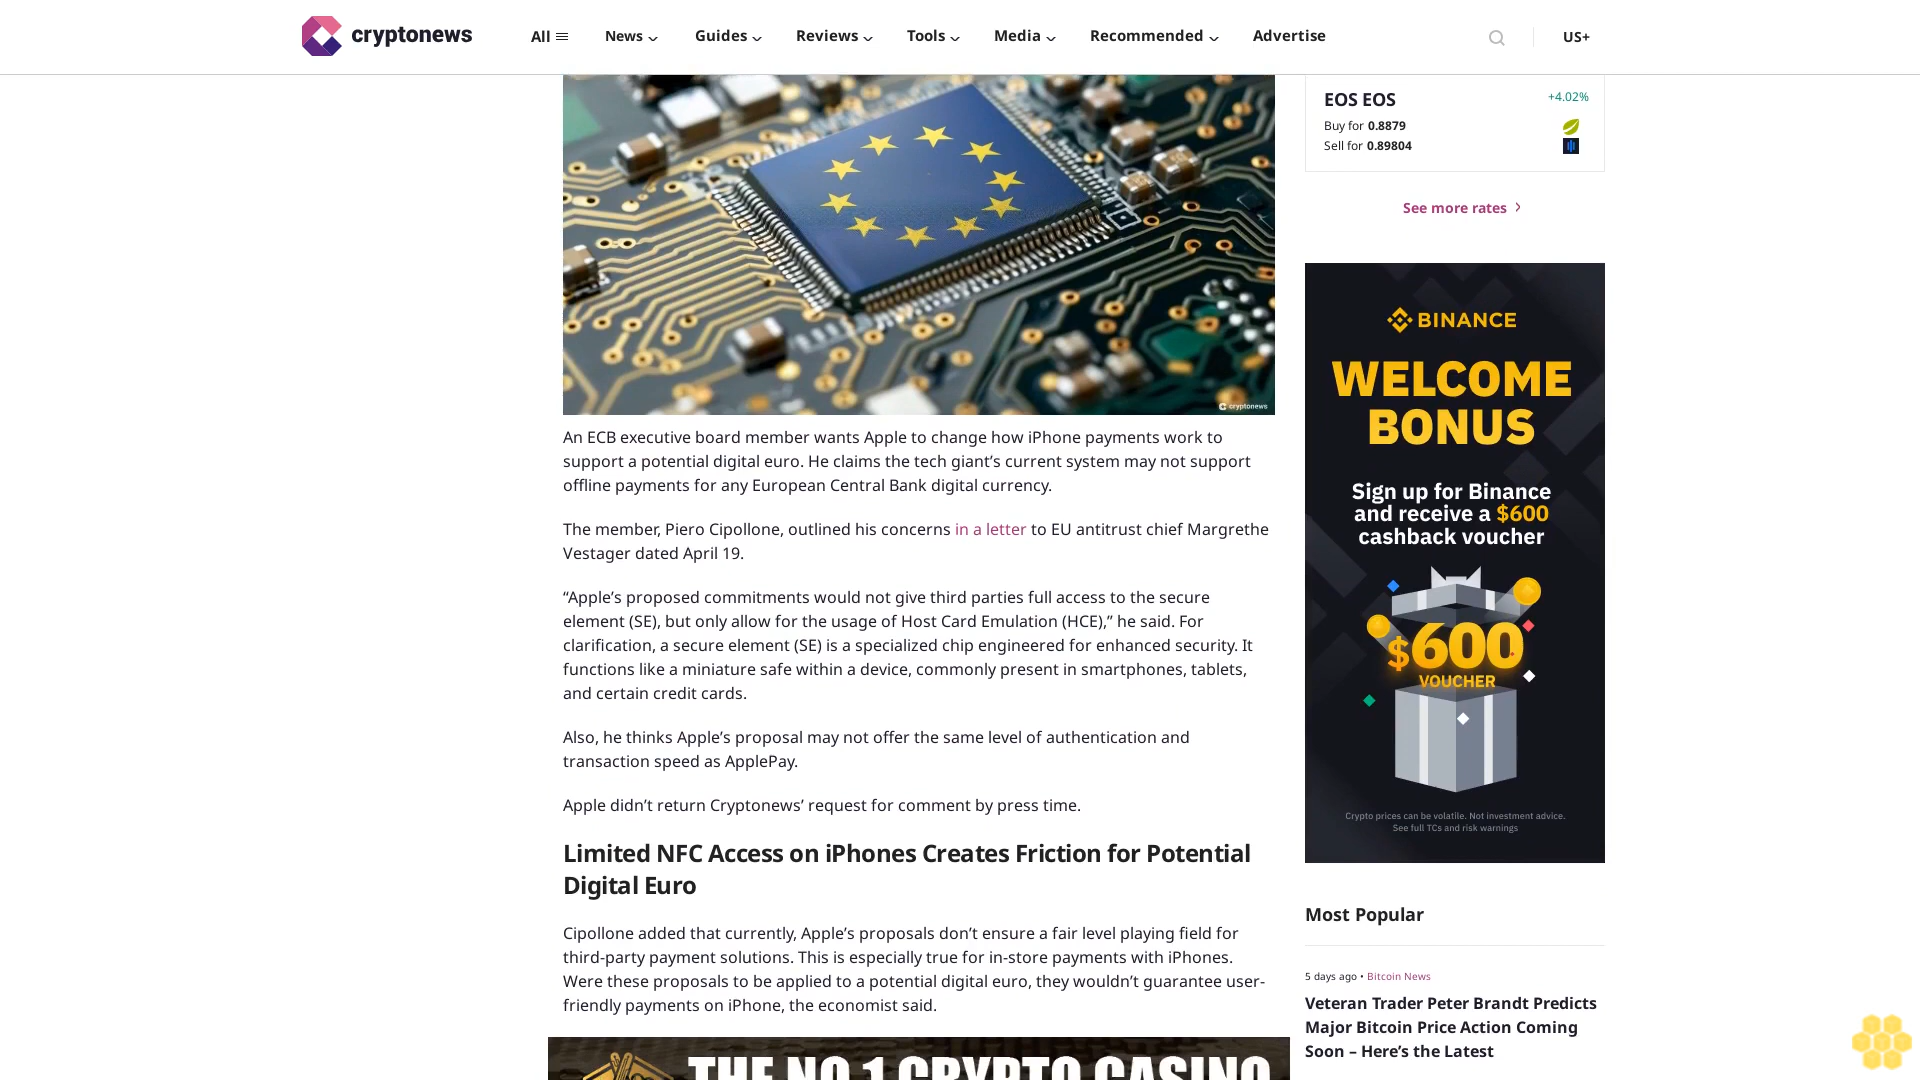 cryptonews
All
News
Guides
Reviews
Tools
Media
Recommended
Advertise
US+
cryptonews
An ECB executive board member wants Apple to change how iPhone payments work to
support a potential digital euro. He claims the tech giant’s current system may not support
offline payments for any European Central Bank digital currency.
The member, Piero Cipollone, outlined his concerns in a letter to EU antitrust chief Margrethe
Vestager dated April 19.
“Apple’s proposed commitments would not give third parties full access to the secure
element (SE), but only allow for the usage of Host Card Emulation (HCE),” he said. For
clarification, a secure element (SE) is a specialized chip engineered for enhanced security. It
functions like a miniature safe within a device, commonly present in smartphones, tablets,
and certain credit cards.
Also, he thinks Apple’s proposal may not offer the same level of authentication and
transaction speed as ApplePay.
Apple didn’t return Cryptonews’ request for comment by press time.
Limited NFC Access on iPhones Creates Friction for Potential
Digital Euro
Cipollone added that currently, Apple’s proposals don’t ensure a fair level playing field for
third-party payment solutions. This is especially true for in-store payments with iPhones.
Were these proposals to be applied to a potential digital euro, they wouldn’t guarantee user-
friendly payments on iPhone, the economist said.
THE NO.1 CRYPTO CASINO
EOS EOS
+4.02%
Buy for 0.8879
Sell for 0.89804
See more rates
BINANCE
WELCOME
BONUS
Sign up for Binance
and receive a $600
cashback voucher
$600
VOUCHER
Crypto prices can be volatile. Not investment advice.
See full TCs and risk warnings
Most Popular
5 days ago • Bitcoin News
Veteran Trader Peter Brandt Predicts
Major Bitcoin Price Action Coming
Soon – Here’s the Latest